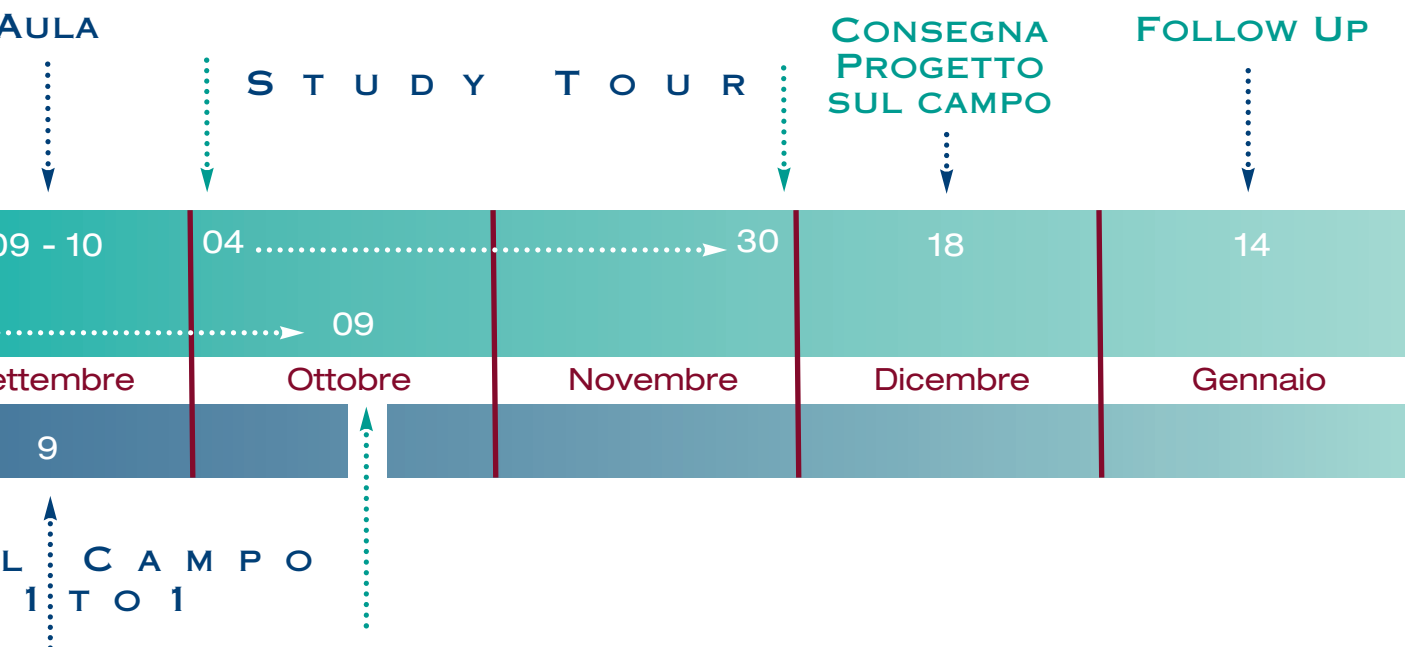 AULA
STUDY TOUR
CONSEGNA
PROGETTO
SUL CAMPO
FOLLOW UP
09 - 10
04
30
18
14
09
ettembre
Ottobre
Novembre
Dicembre
Gennaio
9
L CAMPO
1 TO 1